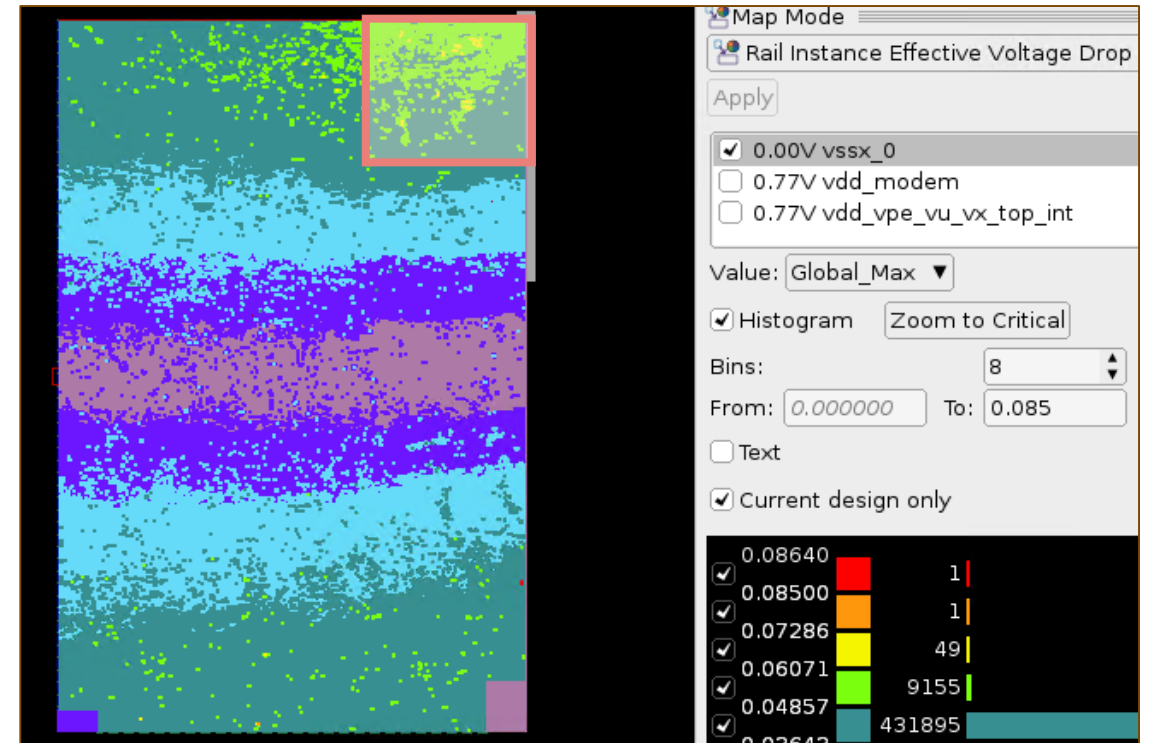 Map Mode
Rail Instance Effective Voltage Drop
Apply
0.00V vssx_0
0.77V vdd_modem
0.77V vdd_vpe_vu_vx_top_int
Value: Global_Max
Histogram Zoom to Critical
Bins: 8
From: 0.000000 To: 0.085
Text
Current design only
0.08640
1
0.08500
1
0.07286
49
0.06071
9155
0.04857
431895